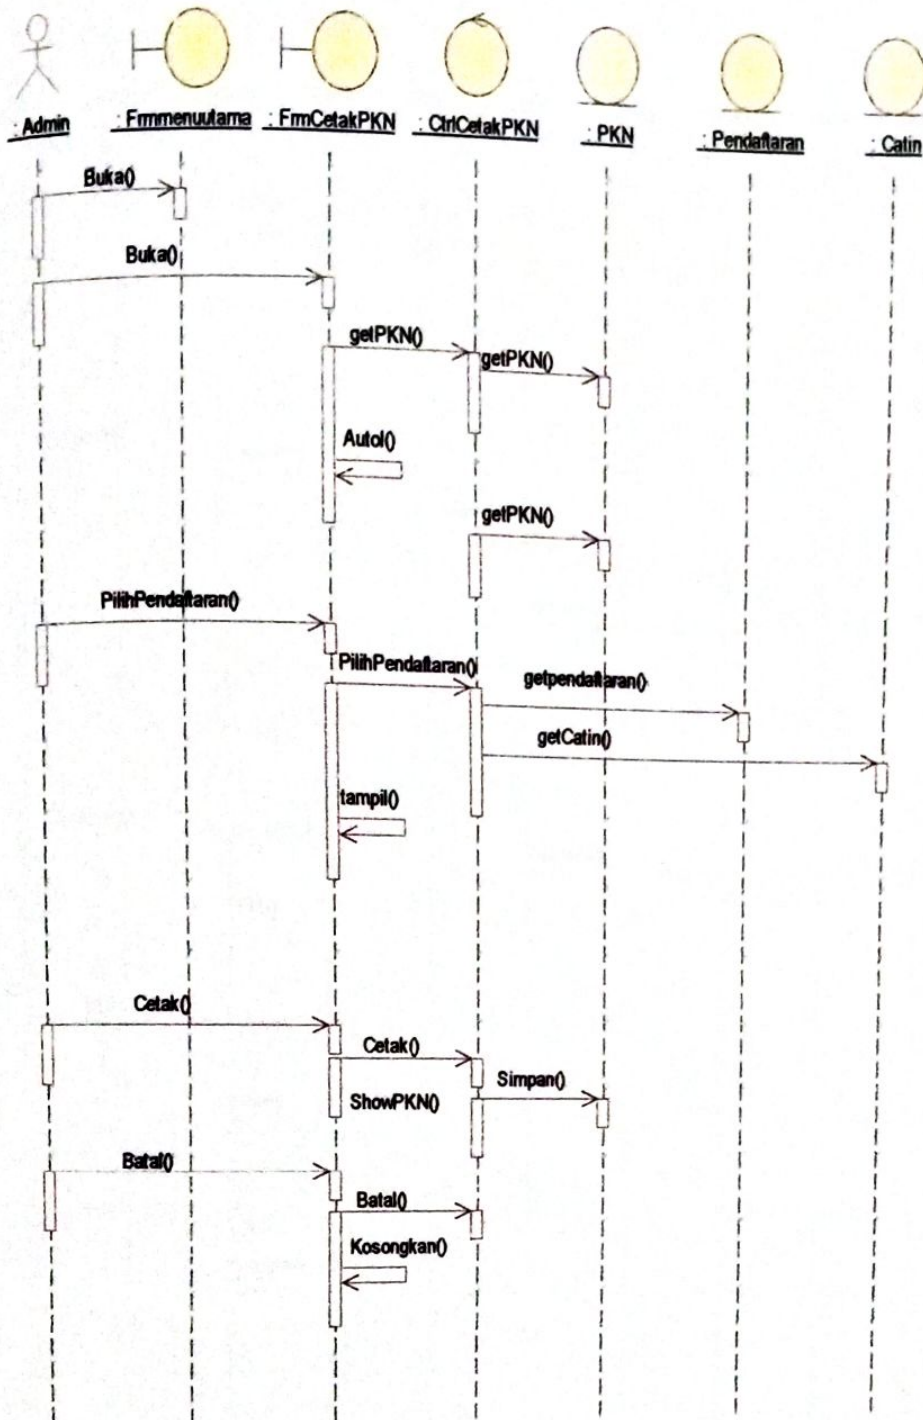 : Admin
: Frmmenuutama
: FrmCetakPKN
: CtrlCetakPKN
: PKN
: Pendaftaran
: Catin
Buka()
Buka()
getPKN()
getPKN()
AutoI()
getPKN()
PilihPendaftaran()
PilihPendaftaran()
getpendaftaran()
getCatin()
tampil()
Cetak()
Cetak()
Simpan()
ShowPKN()
Batal()
Batal()
Kosongkan()